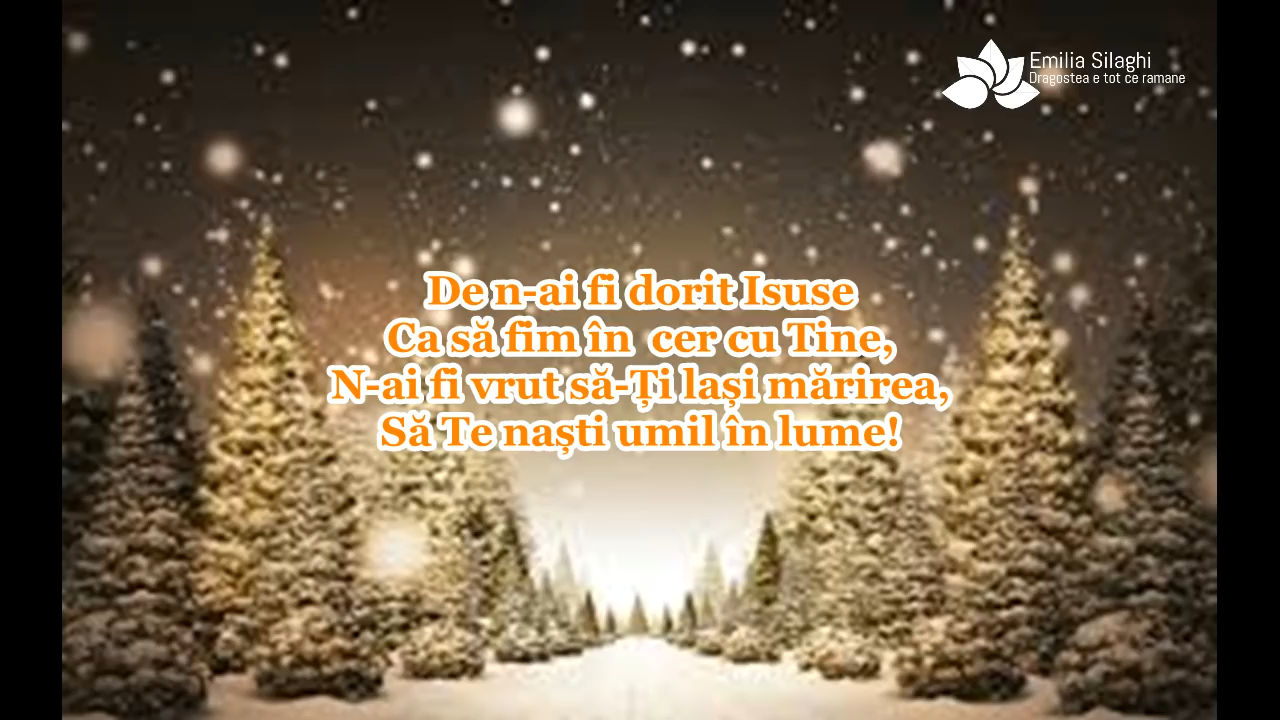 Emilia Silaghi
Dragostea e tot ce ramane
De n-ai fi dorit Isuse
Ca să fim în  cer cu Tine,
N-ai fi vrut să-Ți lași mărirea,
Să Te naști umil în lume!